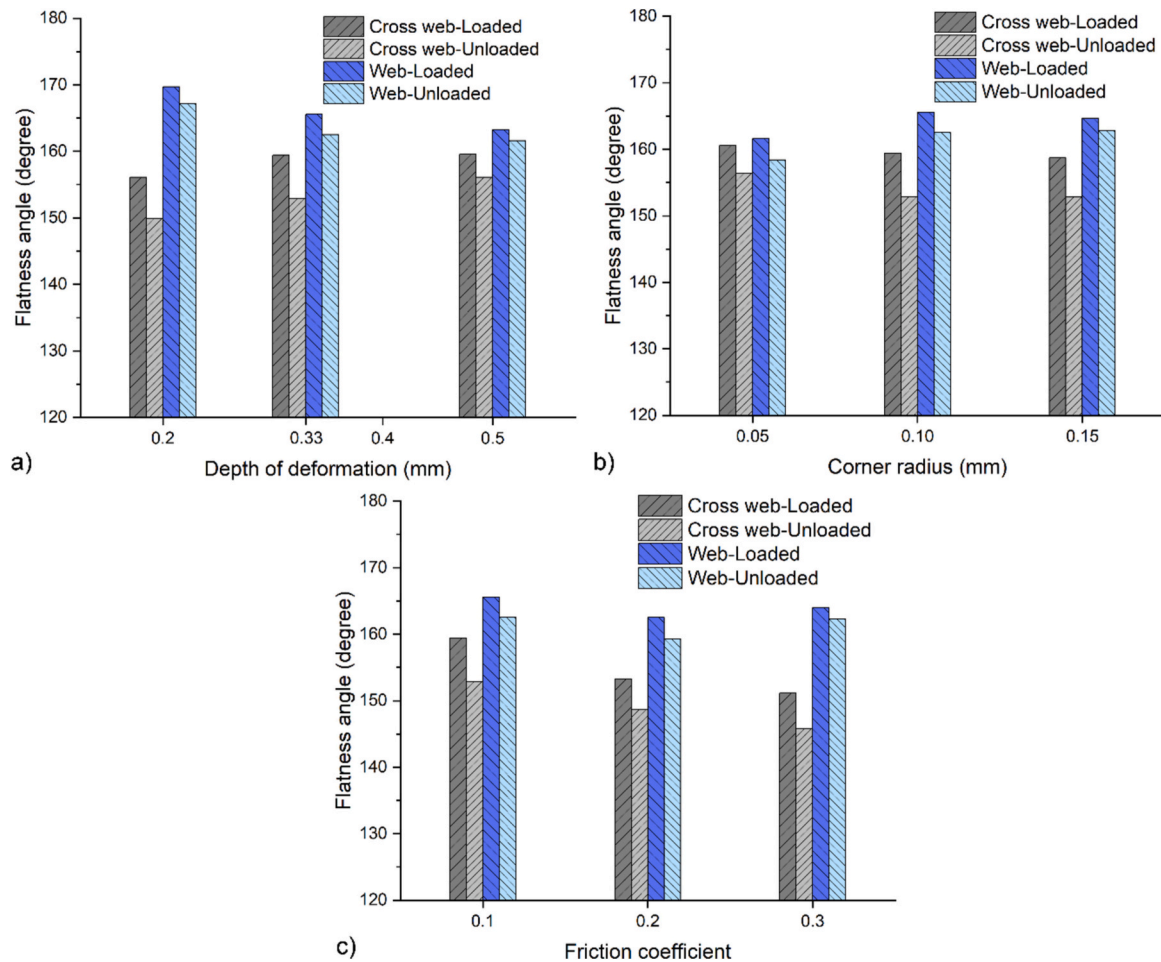 Cross web-Loaded
Cross web-Unloaded
Web-Loaded
Web-Unloaded
180
170
160
150
140
130
120
Flatness angle (degree)
0.2 0.33 0.4 0.5
Depth of deformation (mm)
a)
Cross web-Loaded
Cross web-Unloaded
Web-Loaded
Web-Unloaded
180
170
160
150
140
130
120
Flatness angle (degree)
0.05 0.10 0.15
Corner radius (mm)
b)
Cross web-Loaded
Cross web-Unloaded
Web-Loaded
Web-Unloaded
180
170
160
150
140
130
120
Flatness angle (degree)
0.1 0.2 0.3
Friction coefficient
c)